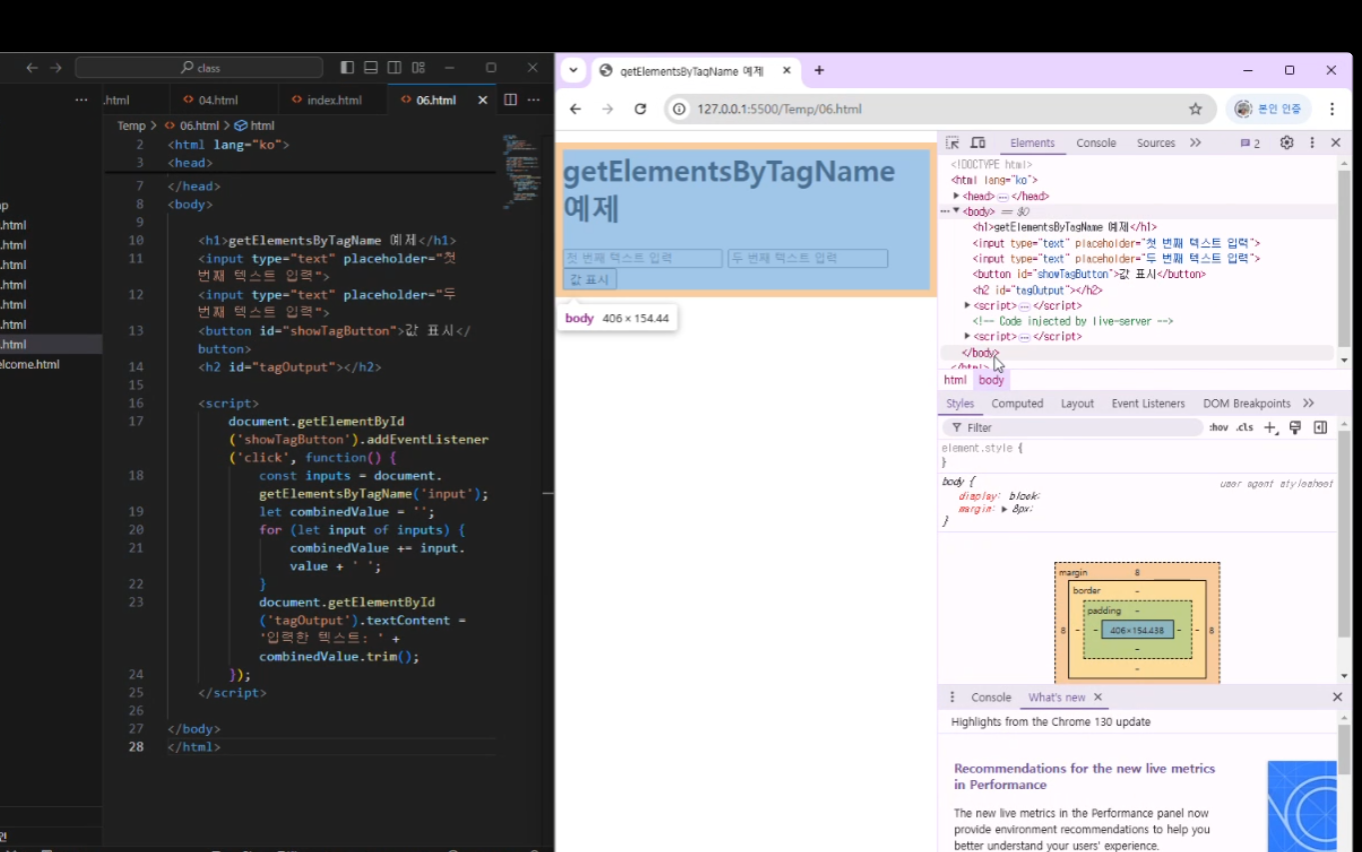 class
.html
04.html
index.html
06.html
Temp > 06.html > html
2 <html lang="ko">
3 <head>
7 </head>
8 <body>
9
10 <h1>getElementsByTagName 예제</h1>
11 <input type="text" placeholder="첫
번째 텍스트 입력">
12 <input type="text" placeholder="두
번째 텍스트 입력">
13 <button id="showTagButton">값 표시</
button>
14 <h2 id="tagOutput"></h2>
15
16 <script>
17 document.getElementById
('showTagButton').addEventListener
('click', function() {
18 const inputs = document.
getElementsByTagName('input');
19 let combinedValue = '';
20 for (let input of inputs) {
21 combinedValue += input.
value + ' ';
22 }
23 document.getElementById
('tagOutput').textContent =
'입력한 텍스트: ' +
combinedValue.trim();
24 });
25 </script>
26
27 </body>
28 </html>
.html
.html
.html
.html
.html
.html
.html
elcome.html
getElementsByTagName 예제
127.0.0.1:5500/Temp/06.html
본인 인증
getElementsByTagName
예제
첫 번째 텍스트 입력
두 번째 텍스트 입력
값 표시
body 406 × 154.44
Elements Console Sources 2
<!DOCTYPE html>
<html lang="ko">
<head> … </head>
<body> == $0
<h1>getElementsByTagName 예제</h1>
<input type="text" placeholder="첫 번째 텍스트 입력">
<input type="text" placeholder="두 번째 텍스트 입력">
<button id="showTagButton">값 표시</button>
<h2 id="tagOutput"></h2>
<script> … </script>
<!-- Code injected by live-server -->
<script> … </script>
</body>
</html>
html body
Styles Computed Layout Event Listeners DOM Breakpoints
Filter :hov .cls
element.style {
}
body { user agent stylesheet
display: block;
margin: 8px;
}
margin 8
border -
padding -
8 - - 406×154.438 - - 8
-
-
Console What's new
Highlights from the Chrome 130 update
Recommendations for the new live metrics
in Performance
The new live metrics in the Performance panel now
provide environment recommendations to help you
better understand your users' experience.